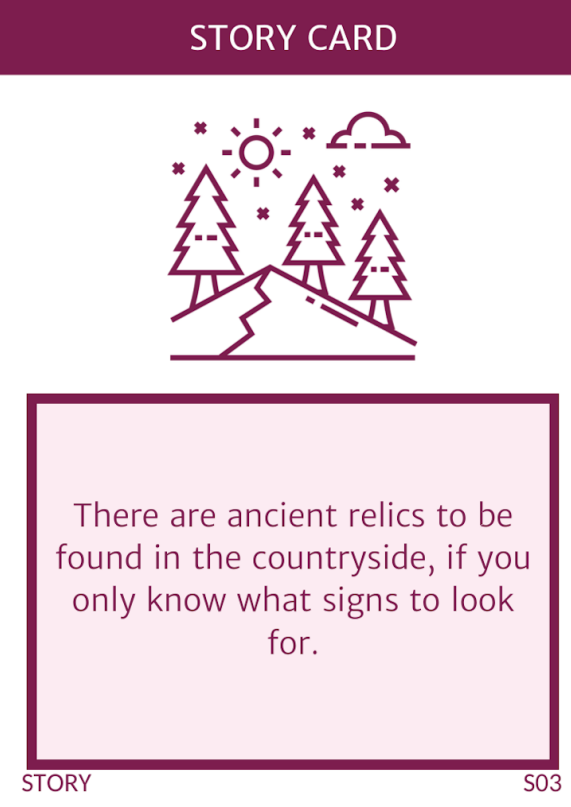 STORY CARD
There are ancient relics to be
found in the countryside, if you
only know what signs to look
for.
STORY
S03